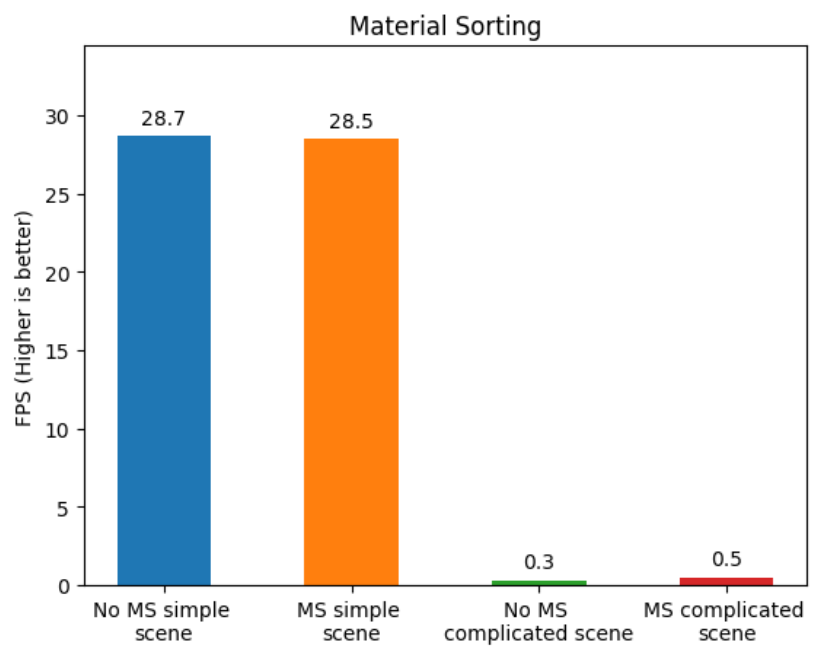 Material Sorting
FPS (Higher is better)
30
25
20
15
10
5
0
28.7
28.5
0.3
0.5
No MS simple
scene
MS simple
scene
No MS
complicated scene
MS complicated
scene